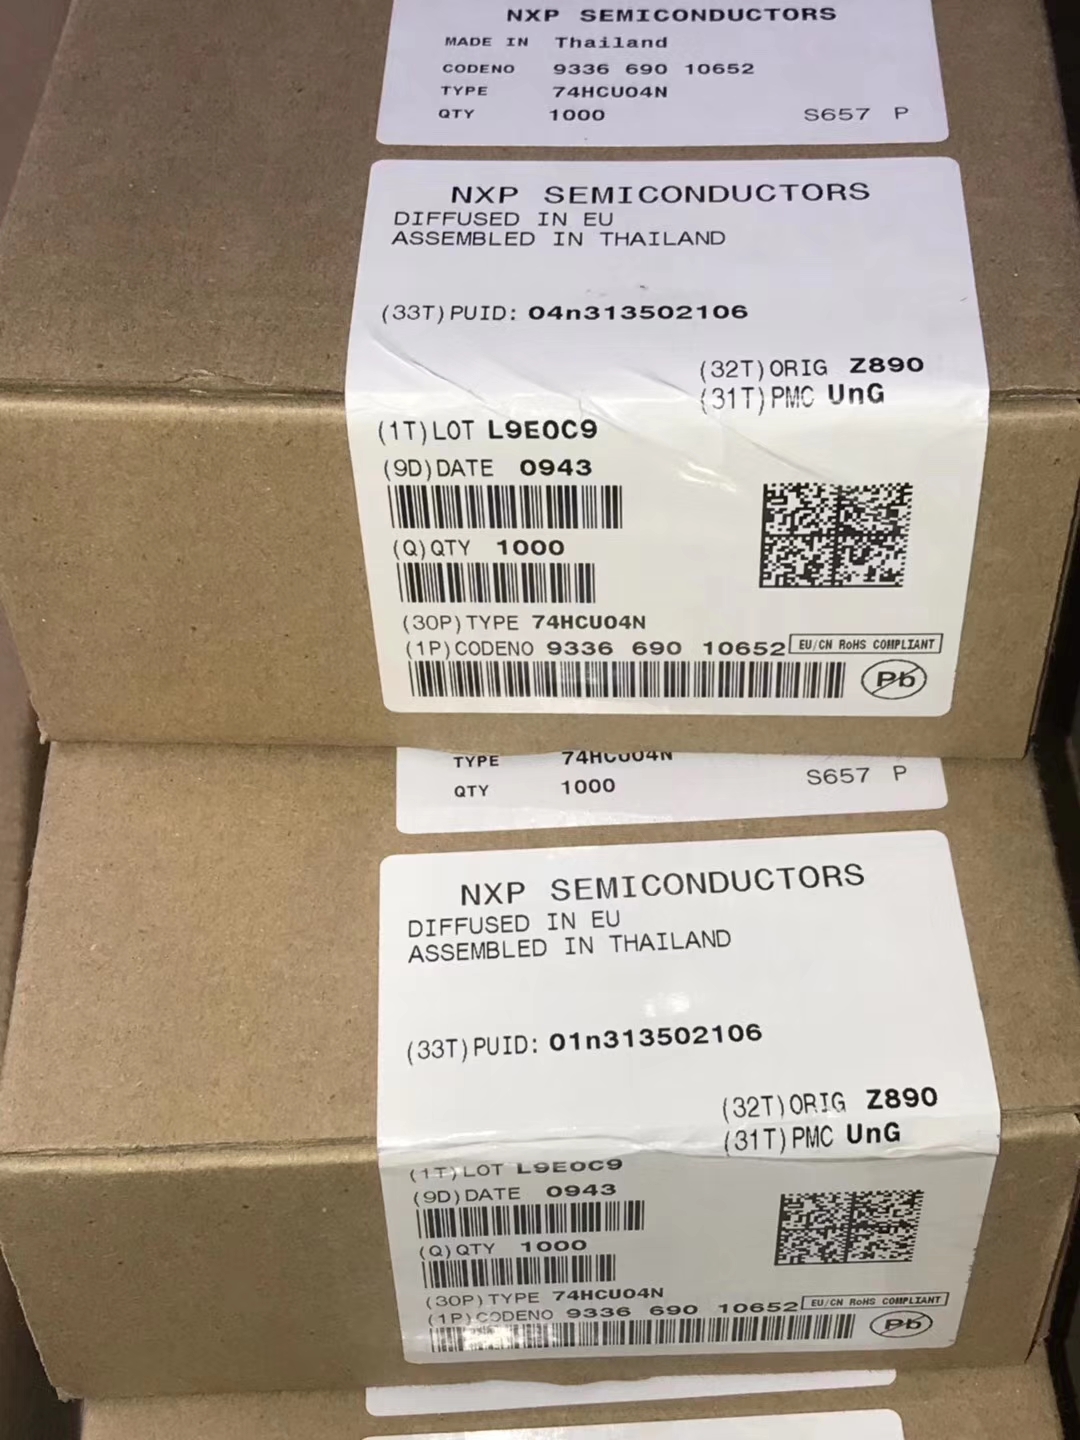 NXP SEMICONDUCTORS
MADE IN Thailand
CODENO 9336 690 10652
TYPE 74HCU04N
QTY 1000 S657 P
NXP SEMICONDUCTORS
DIFFUSED IN EU
ASSEMBLED IN THAILAND
(33T)PUID: 04n313502106
(32T)ORIG Z890
(31T)PMC UnG
(1T)LOT L9E0C9
(9D)DATE 0943
(Q)QTY 1000
(30P)TYPE 74HCU04N
(1P)CODENO 9336 690 10652 EU/CN RoHS COMPLIANT
Pb
TYPE 74HCU04N
QTY 1000 S657 P
NXP SEMICONDUCTORS
DIFFUSED IN EU
ASSEMBLED IN THAILAND
(33T)PUID: 01n313502106
(32T)ORIG Z890
(31T)PMC UnG
(1T)LOT L9E0C9
(9D)DATE 0943
(Q)QTY 1000
(30P)TYPE 74HCU04N
(1P)CODENO 9336 690 10652 EU/CN RoHS COMPLIANT
Pb